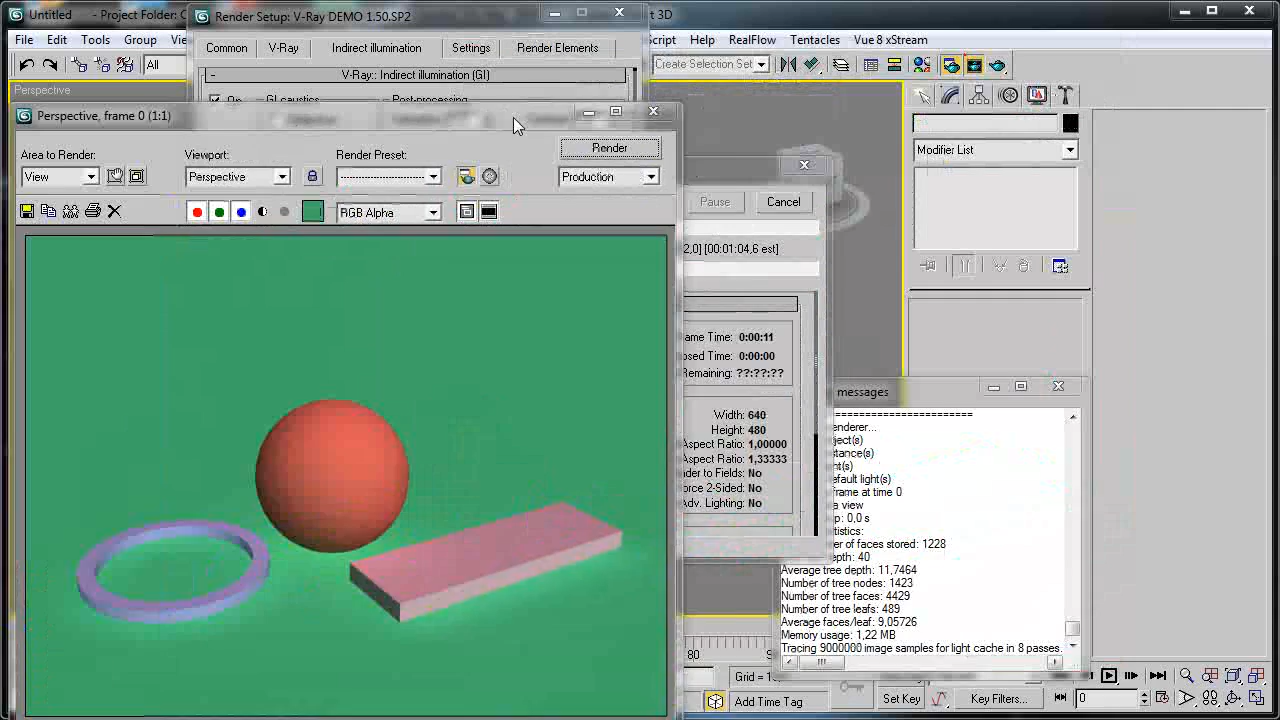 Untitled - Project Folder: C:
Render Setup: V-Ray DEMO 1.50.SP2
t 3D
File Edit Tools Group
cript Help RealFlow Tentacles Vue 8 xStream
Common V-Ray Indirect illumination Settings Render Elements
All
Create Selection Set
- V-Ray:: Indirect illumination (GI)
Perspective
On GI caustics Post-processing
Perspective, frame 0 (1:1)
Modifier List
Area to Render: Viewport: Render Preset: Render
View Perspective Production
RGB Alpha
Pause Cancel
2.0] [00:01:04.6 est]
ame Time: 0:00:11
osed Time: 0:00:00
Remaining: ??:??:??
Width: 640
Height: 480
Aspect Ratio: 1,00000
Aspect Ratio: 1,33333
der to Fields: No
orce 2-Sided: No
Adv. Lighting: No
messages
========================
enderer...
ject(s)
stance(s)
ht(s)
efault light(s)
frame at time 0
a view
p: 0,0 s
tistics:
er of faces stored: 1228
epth: 40
Average tree depth: 11,7464
Number of tree nodes: 1423
Number of tree faces: 4429
Number of tree leafs: 489
Average faces/leaf: 9,05726
Memory usage: 1,22 MB
Tracing 9000000 image samples for light cache in 8 passes.
80
Grid = 1
Add Time Tag Set Key Key Filters... 0